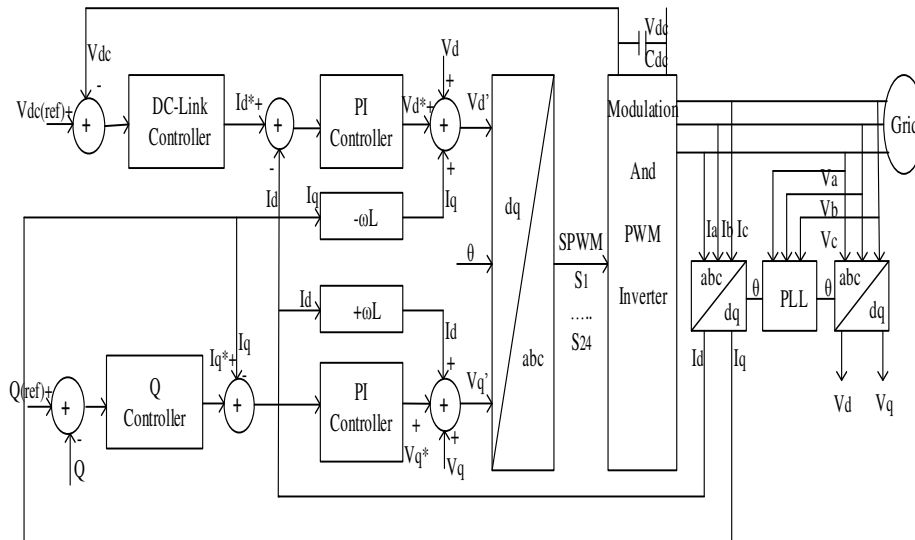 Vdc
Cdc
Vdc
Vd
-
+
Vdc(ref)+
+
DC-Link
Controller
Id*+
+
PI
Controller
Vd*+
+
Vd’
Modulation
Grid
-
+
Id
Iq
-ωL
Iq
dq
And
Va
Vb
Vc
Ia
Ib
Ic
θ
SPWM
S1
.....
S24
PWM
Inverter
abc
dq
θ
PLL
θ
abc
dq
Id
+ωL
Id
Id
Iq
Iq
Iq*+
-
+
abc
Q(ref)+
+
Q
Controller
+
PI
Controller
+
Vq’
Vd
Vq
-
+
Vq*
+
Vq
Q